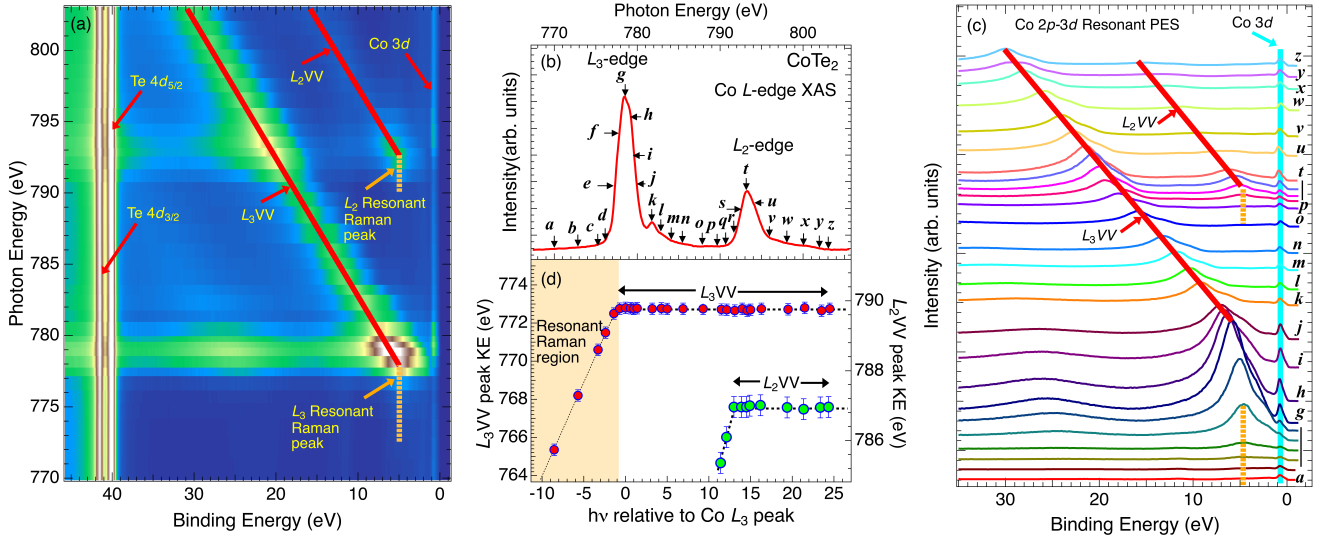 (a)
L₂VV
Co 3d
Te 4d₅/₂
L₃VV
Te 4d₃/₂
L₂ Resonant
Raman
peak
L₃ Resonant
Raman
peak
800
795
790
785
780
775
770
Photon Energy (eV)
40 30 20 10 0
Binding Energy (eV)
Photon Energy (eV)
770 780 790 800
(b)
L₃-edge
CoTe₂
Co L-edge XAS
L₂-edge
g
f h
e i
j
k
l
a b c d
m n o p q r s t u v w x y z
Intensity(arb. units)
(d)
L₃VV
Resonant
Raman
region
L₂VV
774
772
770
768
766
764
L₃VV peak KE (eV)
790
788
786
L₂VV peak KE (eV)
-10 -5 0 5 10 15 20 25
hν relative to Co L₃ peak
(c)
Co 2p-3d Resonant PES
Co 3d
L₂VV
L₃VV
z
y
x
w
v
u
t
|
p
o
n
m
l
k
j
i
h
g
|
a
Intensity (arb. units)
30 20 10 0
Binding Energy (eV)